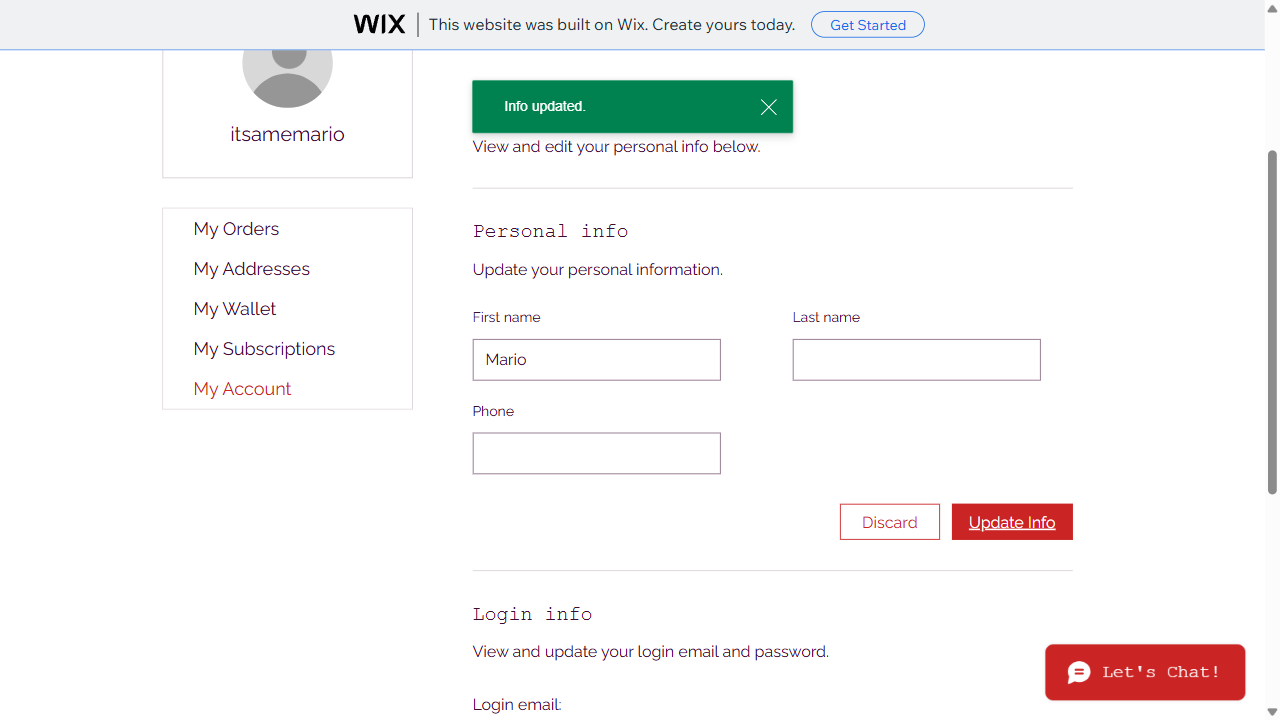 WIX
This website was built on Wix. Create yours today.
Get Started
itsamemario
My Orders
My Addresses
My Wallet
My Subscriptions
My Account
Info updated.
View and edit your personal info below.
Personal info
Update your personal information.
First name
Last name
Mario
Phone
Discard
Update Info
Login info
View and update your login email and password.
Login email:
Let's Chat!